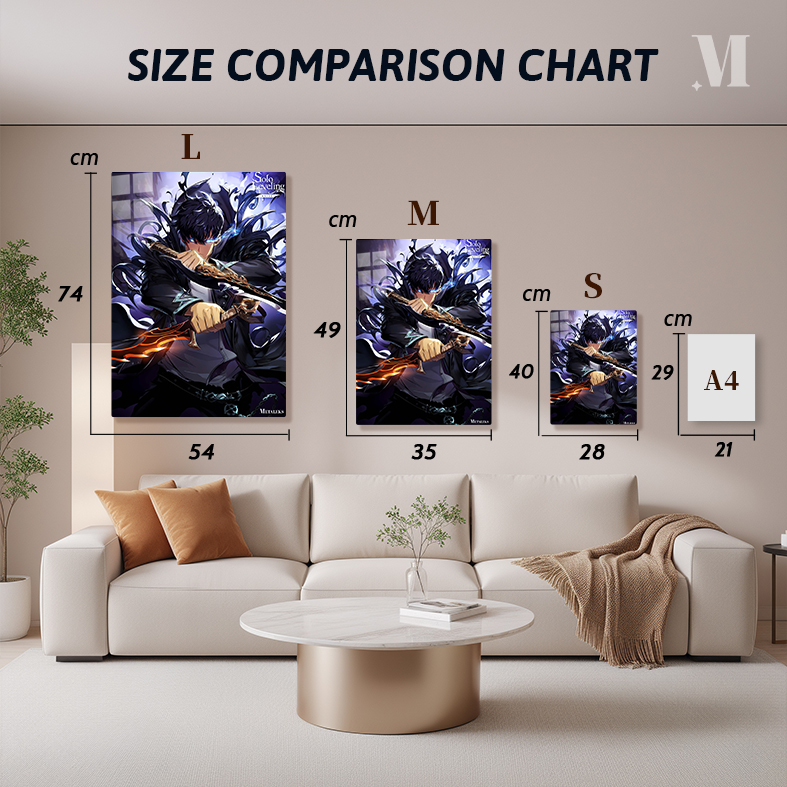 SIZE COMPARISON CHART
M
cm
L
74
54
Solo
Leveling
METALEKS
cm
M
49
35
Solo
Leveling
METALEKS
cm
S
40
28
cm
29
A4
21